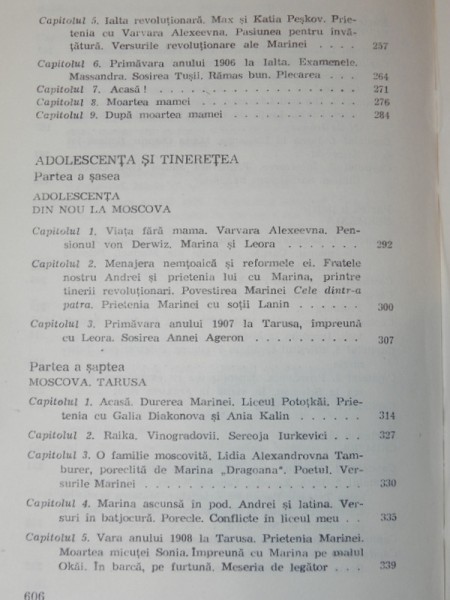 Capitolul 5. Ialta revoluționară. Max și Katia Peșkov. Prie-
tenia cu Varvara Alexeevna. Pasiunea pentru învă-
țătură. Versurile revoluționare ale Marinei . . . . 257
Capitolul 6. Primăvara anului 1906 la Ialta. Examenele.
Massandra. Sosirea Tușii. Rămas bun. Plecarea . . . 264
Capitolul 7. Acasă ! . . . . . . . . . . . . 271
Capitolul 8. Moartea mamei . . . . . . . . . . 276
Capitolul 9. După moartea mamei . . . . . . . . 284
ADOLESCENȚA ȘI TINEREȚEA
Partea a șasea
ADOLESCENȚA
DIN NOU LA MOSCOVA
Capitolul 1. Viața fără mama. Varvara Alexeevna. Pen-
sionul von Derwiz. Marina și Leora . . . . . . . 292
Capitolul 2. Menajera nemțoaică și reformele ei. Fratele
nostru Andrei și prietenia lui cu Marina, printre
tinerii revoluționari. Povestirea Marinei Cele dintr-a
patra. Prietenia Marinei cu soții Lanin . . . . . 300
Capitolul 3. Primăvara anului 1907 la Tarusa, împreună
cu Leora. Sosirea Annei Ageron . . . . . . . . 307
Partea a șaptea
MOSCOVA. TARUSA
Capitolul 1. Acasă. Durerea Marinei. Liceul Pototkăi. Prie-
tenia cu Galia Diakonova și Ania Kalin . . . . . 314
Capitolul 2. Raika. Vinogradovii. Sereoja Iurkevici . . . 327
Capitolul 3. O familie moscovită, Lidia Alexandrovna Tam-
burer, poreclită de Marina „Dragoana“. Poetul. Ver-
surile Marinei . . . . . . . . . . . . . 330
Capitolul 4. Marina ascunsă în pod. Andrei și latina. Ver-
suri în batjocură. Porecle. Conflicte în liceul meu . . 335
Capitolul 5. Vara anului 1908 la Tarusa. Prietenia Marinei.
Moartea micuței Sonia. Împreună cu Marina pe malul
Okăi. În barcă, pe furtună. Meseria de legător . . . 339
606